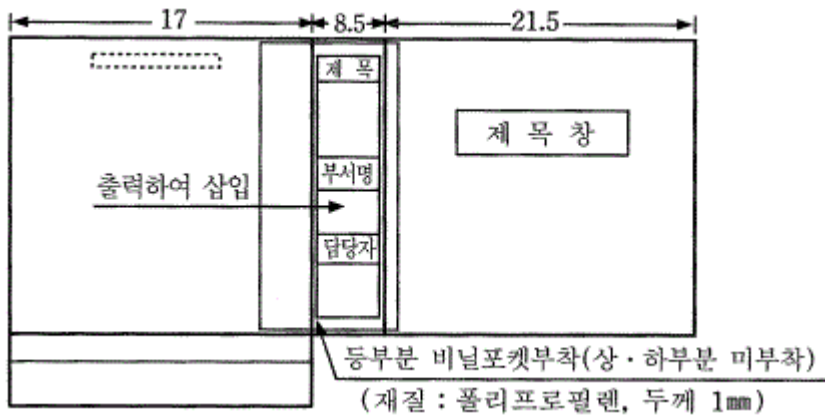 17 8.5 21.5
제 목
제 목 창
부서명
출력하여 삽입
담당자
등부분 비닐포켓부착(상·하부분 미부착)
(재질 : 폴리프로필렌, 두께 1㎜)